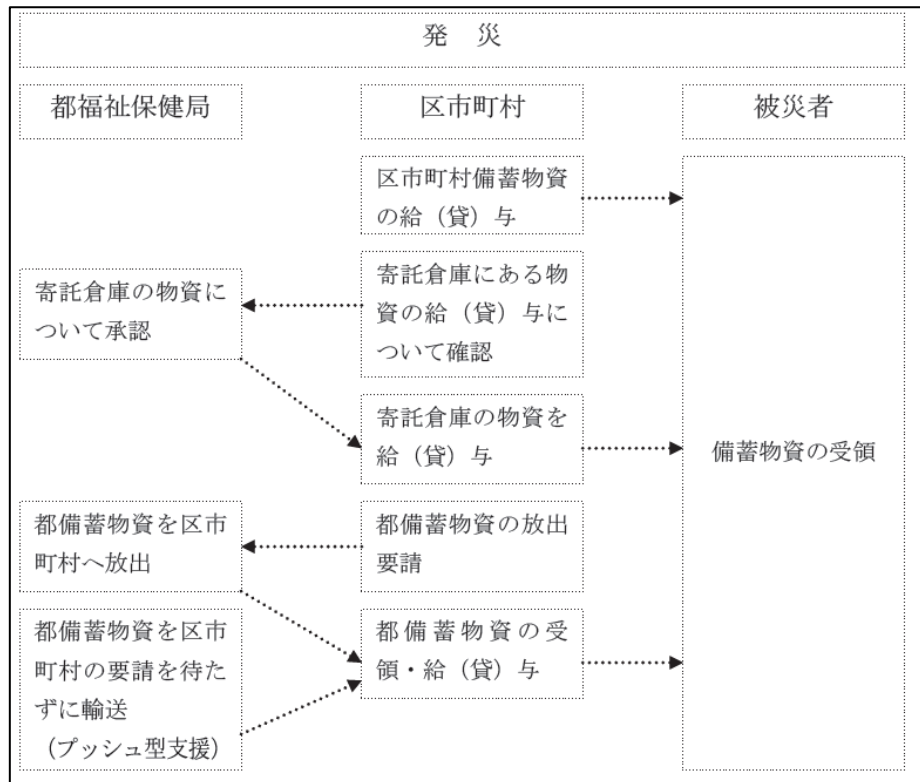 発 災
都福祉保健局
区市町村
被災者
区市町村備蓄物資
の給（貸）与
寄託倉庫にある物
資の給（貸）与に
ついて確認
寄託倉庫の物資に
ついて承認
寄託倉庫の物資を
給（貸）与
備蓄物資の受領
都備蓄物資を区市
町村へ放出
都備蓄物資の放出
要請
都備蓄物資を区市
町村の要請を待た
ずに輸送
（プッシュ型支援）
都備蓄物資の受
領・給（貸）与